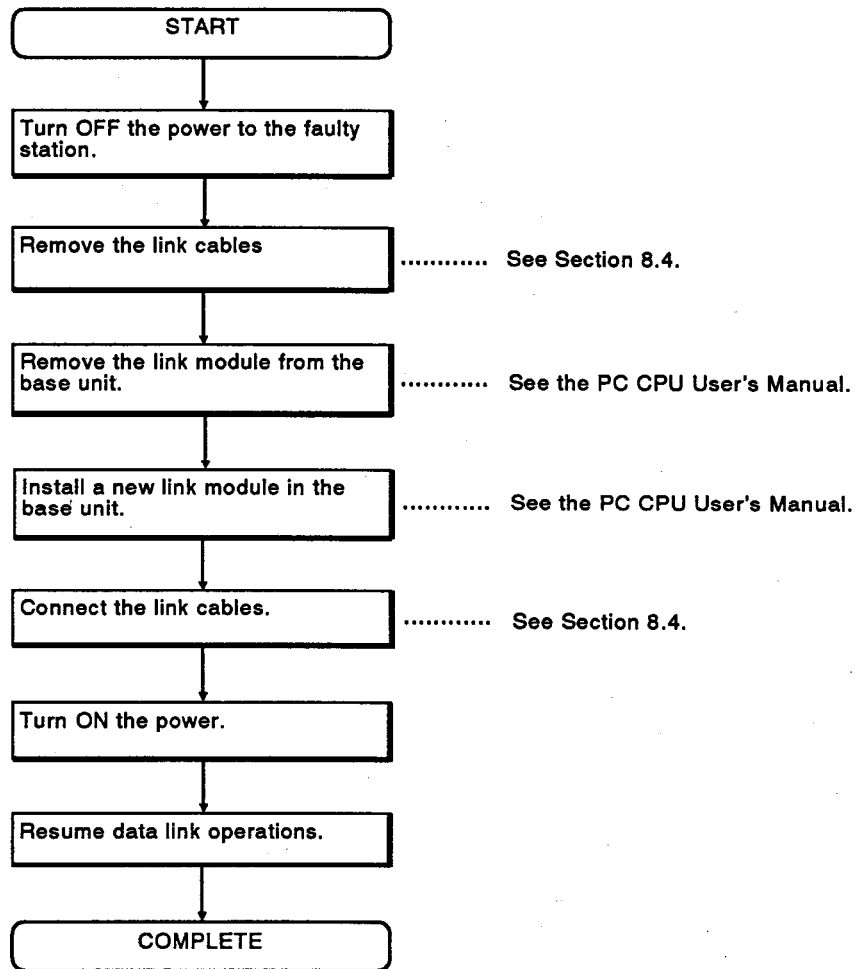 START
Turn OFF the power to the faulty
station.
Remove the link cables
............ See Section 8.4.
Remove the link module from the
base unit.
............ See the PC CPU User's Manual.
Install a new link module in the
base unit.
............ See the PC CPU User's Manual.
Connect the link cables.
............ See Section 8.4.
Turn ON the power.
Resume data link operations.
COMPLETE